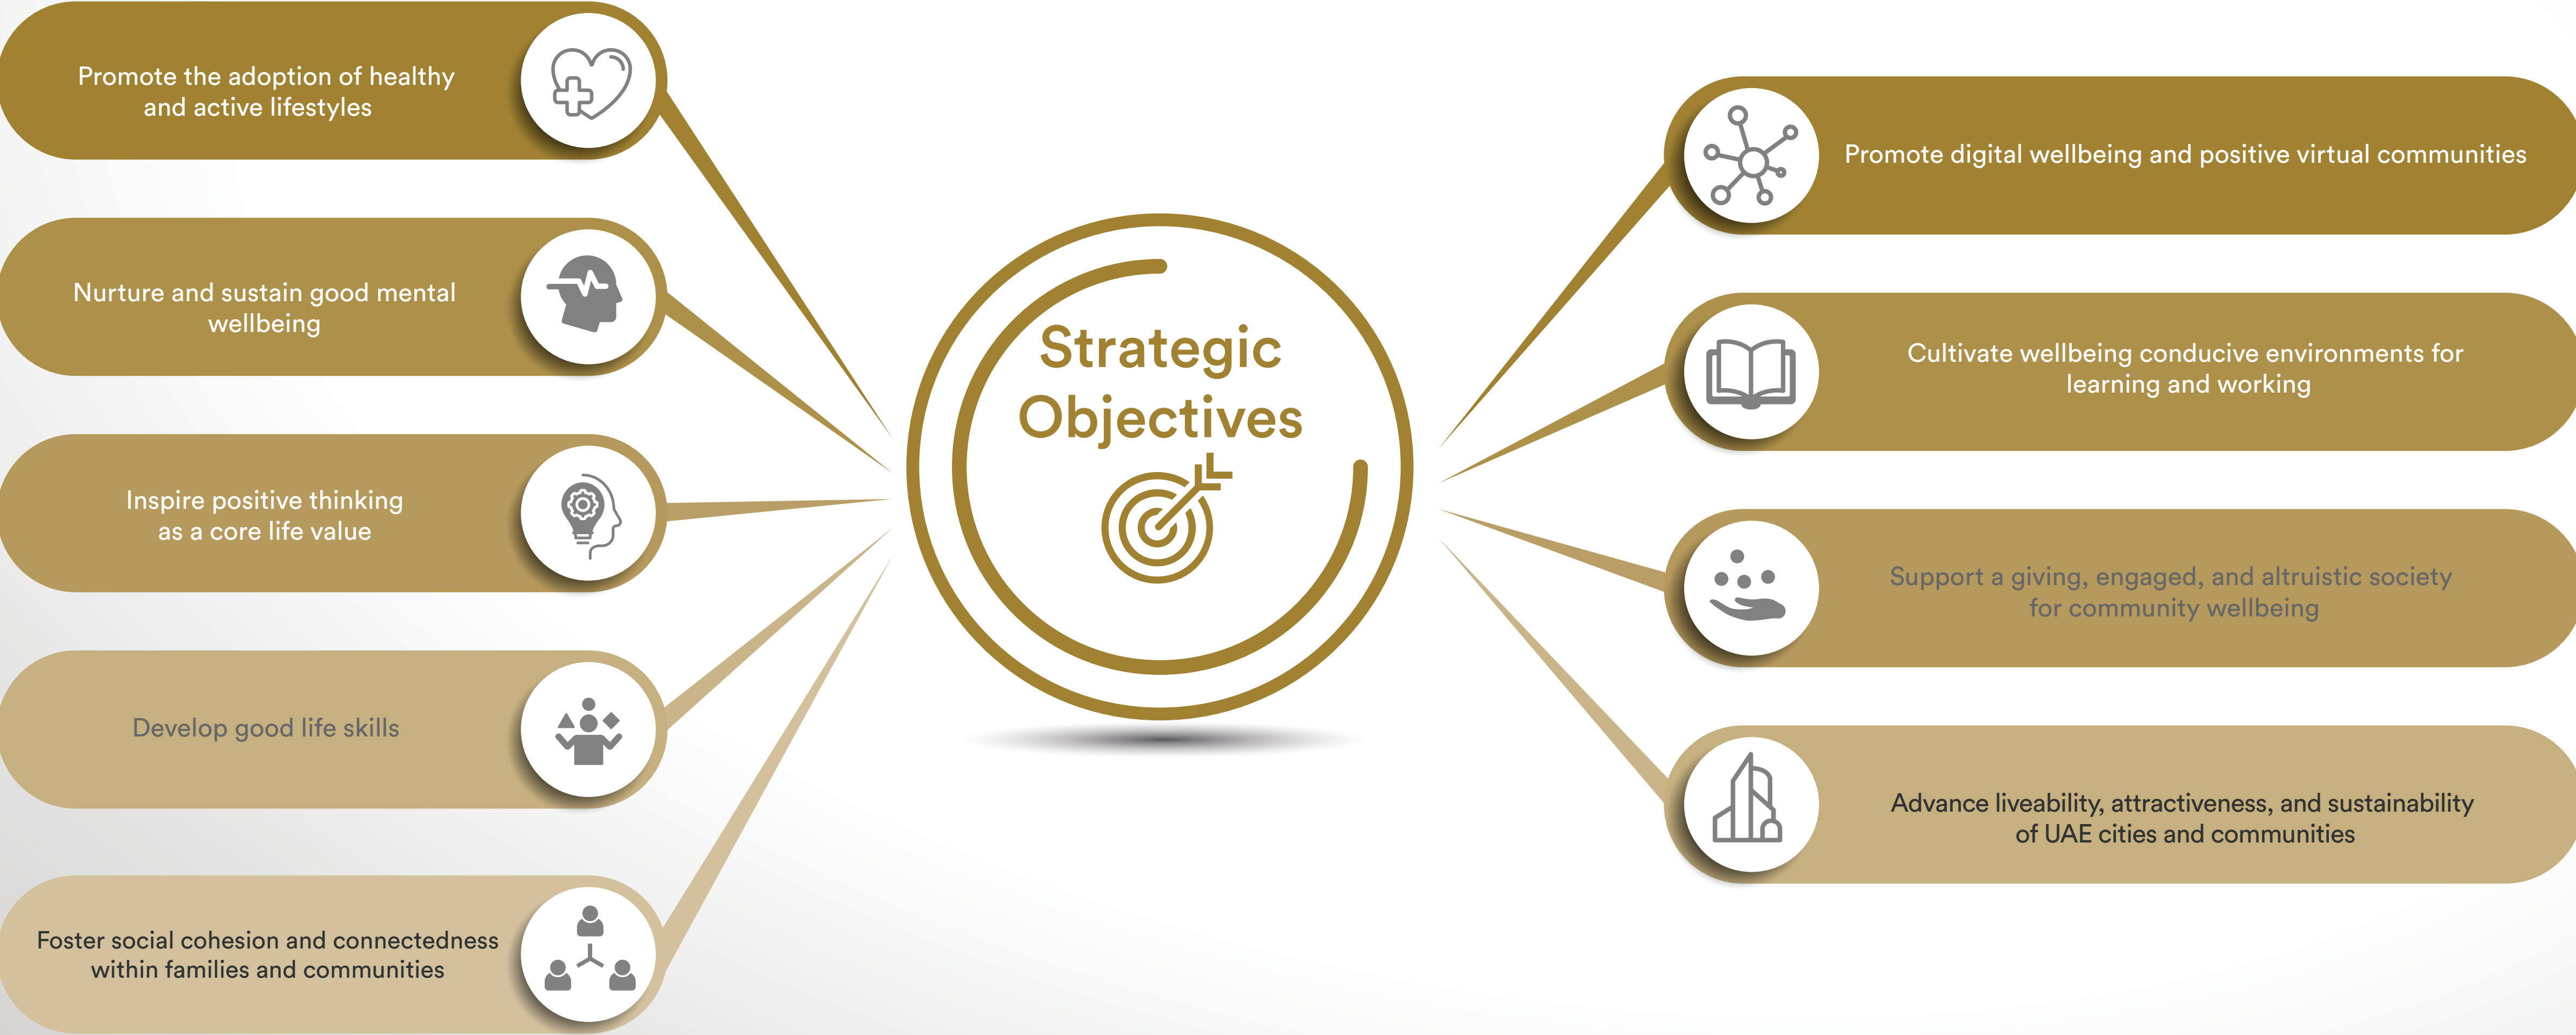 Promote the adoption of healthy
and active lifestyles
Nurture and sustain good mental
wellbeing
Inspire positive thinking
as a core life value
Develop good life skills
Foster social cohesion and connectedness
within families and communities
Strategic
Objectives
Promote digital wellbeing and positive virtual communities
Cultivate wellbeing conducive environments for
learning and working
Support a giving, engaged, and altruistic society
for community wellbeing
Advance liveability, attractiveness, and sustainability
of UAE cities and communities